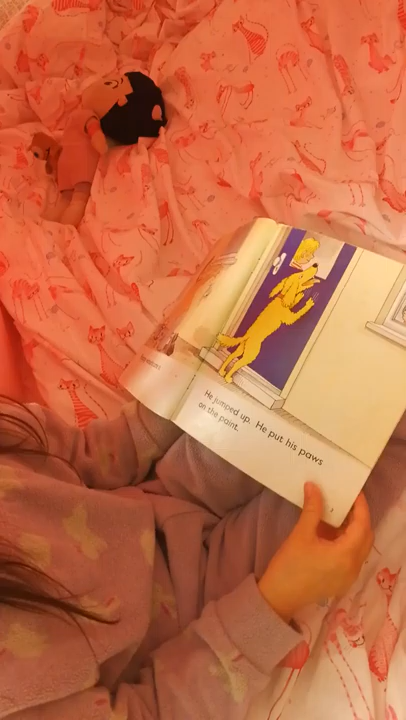 He jumped up. He put his paws
on the paint.